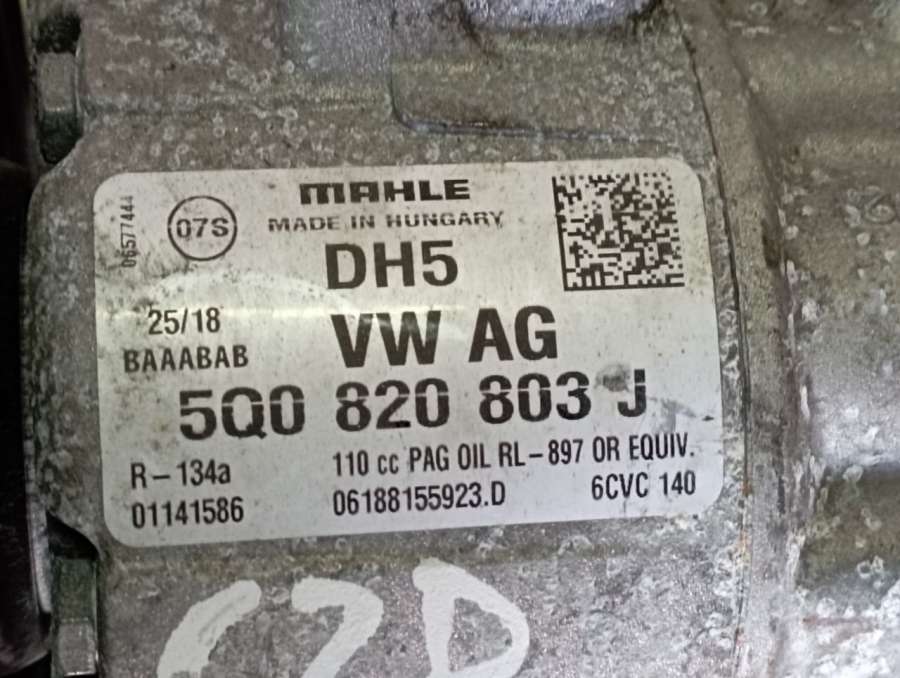 MAHLE
MADE IN HUNGARY
07S
DH5
25/18
VW AG
BAAABAB
5Q0 820 803 J
R-134a
110 cc PAG OIL RL-897 OR EQUIV.
01141586
06188155923.D
6CVC 140